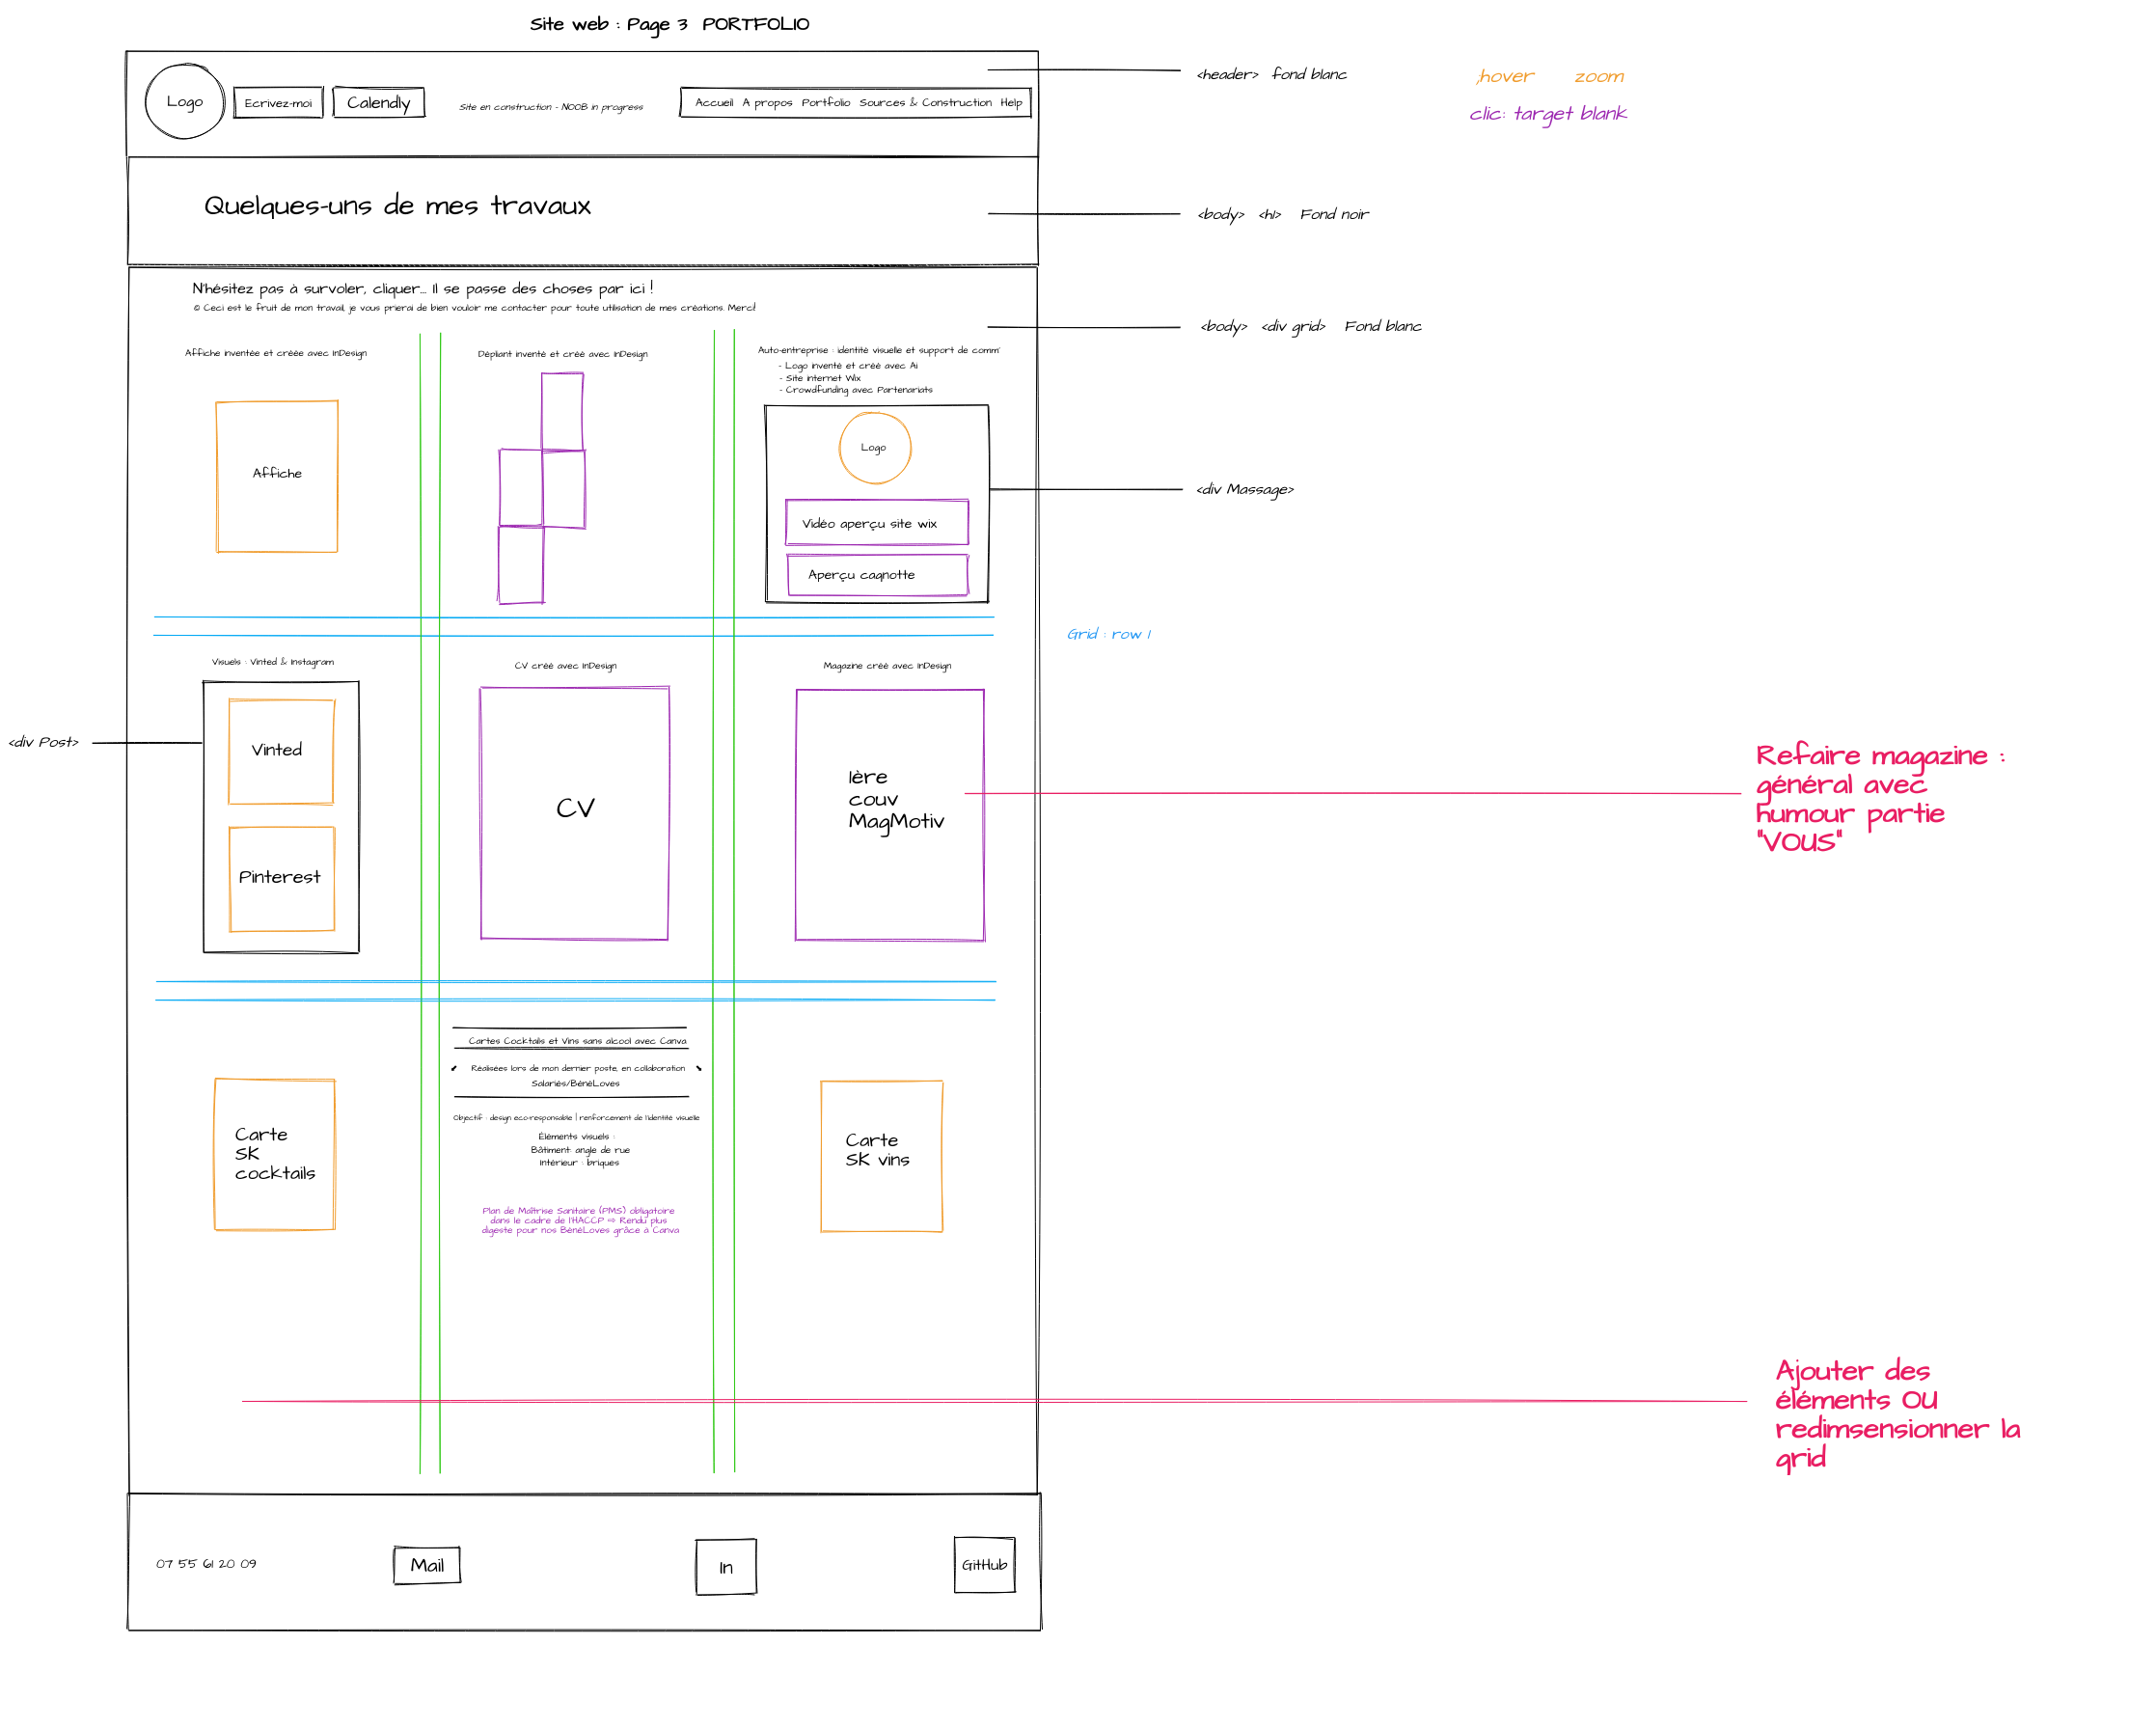 Site web : Page 3 PORTFOLIO
Logo
Ecrivez-moi
Calendly
Site en construction - NOOB in progress
Accueil A propos Portfolio Sources & Construction Help
<header> fond blanc
;hover zoom
clic: target blank
Quelques-uns de mes travaux
<body> <h1> Fond noir
N'hésitez pas à survoler, cliquer... Il se passe des choses par ici !
© Ceci est le fruit de mon travail, je vous prierai de bien vouloir me contacter pour toute utilisation de mes créations. Merci!
<body> <div grid> Fond blanc
Affiche inventée et créée avec InDesign
Dépliant inventé et créé avec InDesign
Auto-entreprise : identité visuelle et support de comm'
- Logo inventé et créé avec Ai
- Site internet Wix
- Crowdfunding avec Partenariats
Affiche
Logo
Vidéo aperçu site wix
Aperçu cagnotte
<div Massage>
Grid : row 1
Visuels : Vinted & Instagram
CV créé avec InDesign
Magazine créé avec InDesign
<div Post>
Vinted
Pinterest
CV
1ère
couv
MagMotiv
Refaire magazine :
général avec
humour partie
"VOUS"
Cartes Cocktails et Vins sans alcool avec Canva
⬋ Réalisées lors de mon dernier poste, en collaboration ⬊
Salariés/BénéLoves
Objectif : design eco-responsable | renforcement de l'identité visuelle
Éléments visuels :
Bâtiment: angle de rue
Intérieur : briques
Carte
SK
cocktails
Carte
SK vins
Plan de Maîtrise Sanitaire (PMS) obligatoire
dans le cadre de l'HACCP => Rendu plus
digeste pour nos BénéLoves grâce à Canva
Ajouter des
éléments OU
redimsensionner la
grid
07 55 61 20 09
Mail
In
GitHub